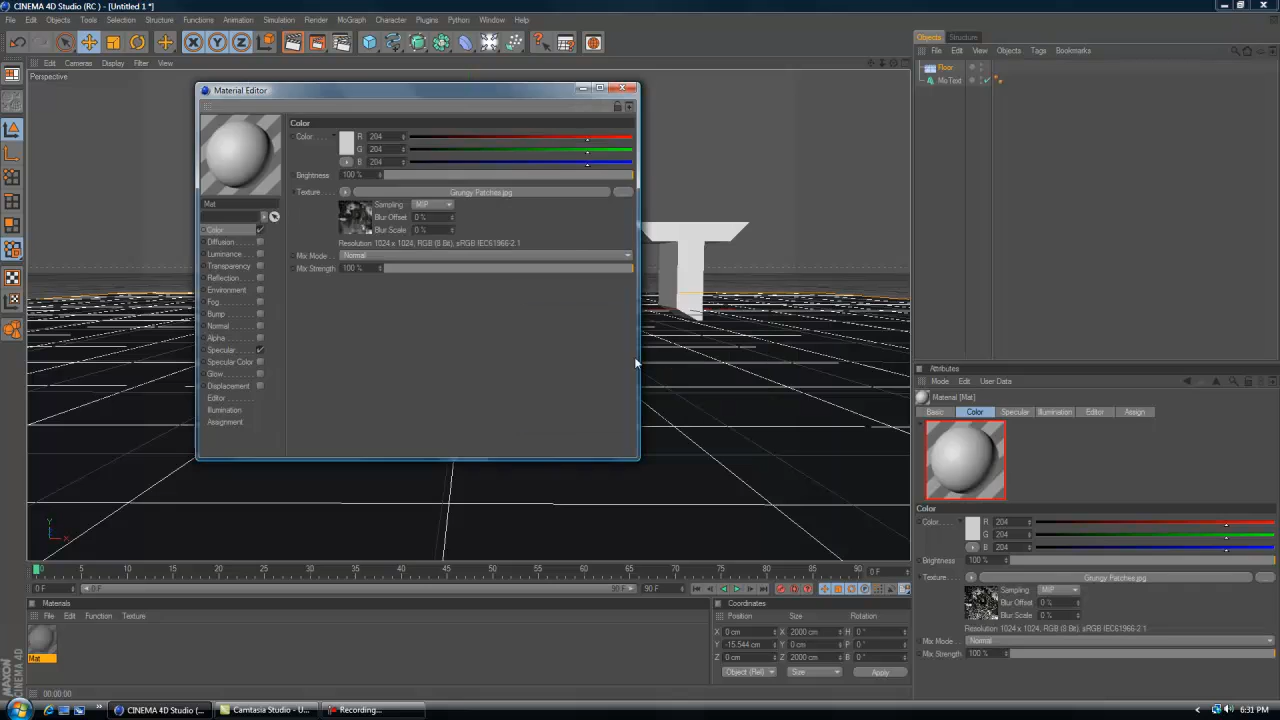 CINEMA 4D Studio (RC) - [Untitled 1 *]
File Edit Objects Tools Selection Structure Functions Animation Simulation Render MoGraph Character Plugins Python Window Help
Edit Cameras Display Filter View
Perspective
Material Editor
Mat
Color
Diffusion
Luminance
Transparency
Reflection
Environment
Fog
Bump
Normal
Alpha
Specular
Specular Color
Glow
Displacement
Editor
Illumination
Assignment
Color
Color R 204
G 204
B 204
Brightness 100 %
Texture Grungy Patches.jpg ...
Sampling MIP
Blur Offset 0 %
Blur Scale 0 %
Resolution 1024 x 1024, RGB (8 Bit), sRGB IEC61966-2.1
Mix Mode Normal
Mix Strength 100 %
T
Y
X
0 5 10 15 20 25 30 35 40 45 50 55 60 65 70 75 80 85 90 0 F
0 F 0 F 90 F 90 F
Materials
File Edit Function Texture
Mat
Coordinates
Position Size Rotation
X 0 cm X 2000 cm H 0 °
Y -15.544 cm Y 0 cm P 0 °
Z 0 cm Z 2000 cm B 0 °
Object (Rel) Size Apply
MAXON CINEMA 4D
00:00:00
Objects Structure
File Edit View Objects Tags Bookmarks
Floor
MoText
Attributes
Mode Edit User Data
Material [Mat]
Basic Color Specular Illumination Editor Assign
Color
Color R 204
G 204
B 204
Brightness 100 %
Texture Grungy Patches.jpg
Sampling MIP
Blur Offset 0 %
Blur Scale 0 %
Resolution 1024 x 1024, RGB (8 Bit), sRGB IEC61966-2.1
Mix Mode Normal
Mix Strength 100 %
CINEMA 4D Studio (... Camtasia Studio - U... Recording... 6:31 PM